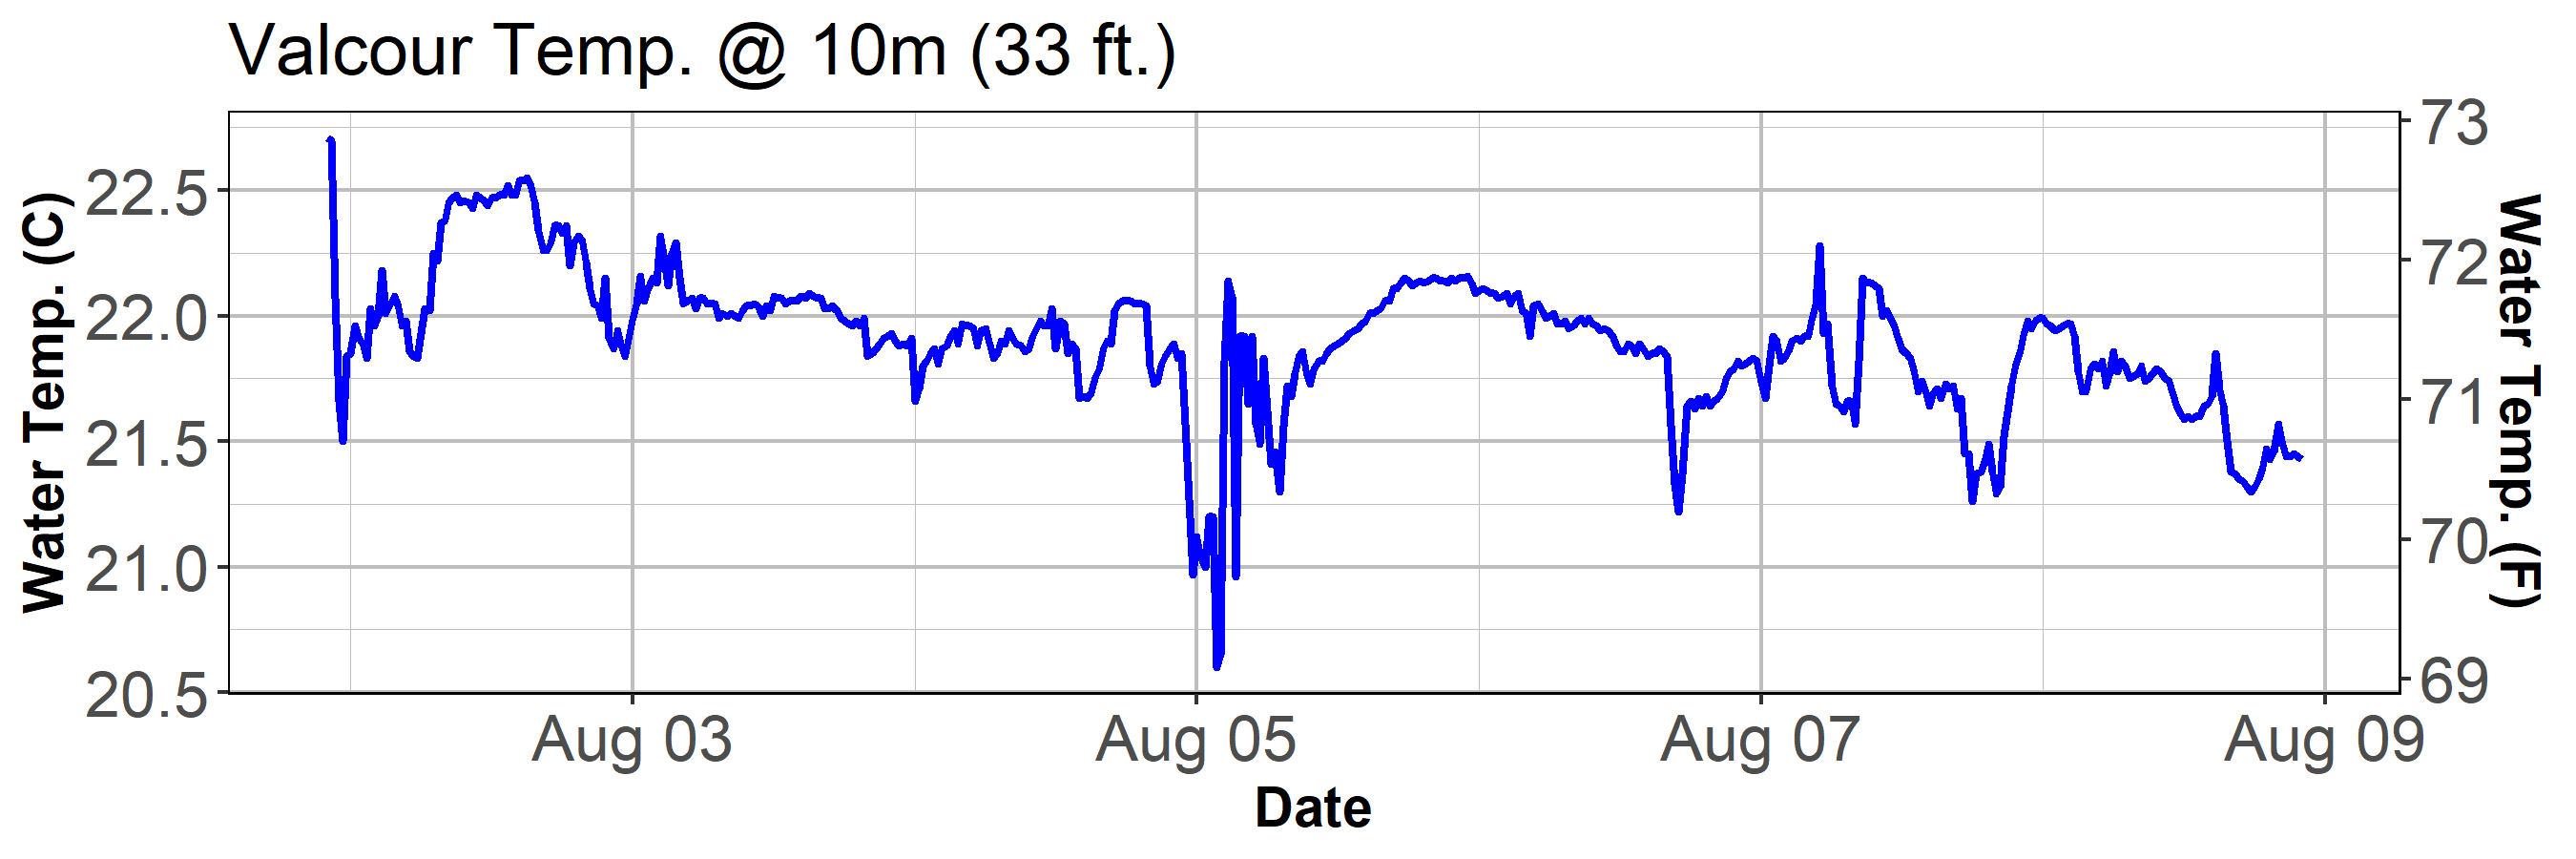 Valcour Temp. @ 10m (33 ft.)
Water Temp. (C)
22.5
22.0
21.5
21.0
20.5
73
72
71
70
69
Water Temp. (F)
Aug 03
Aug 05
Aug 07
Aug 09
Date